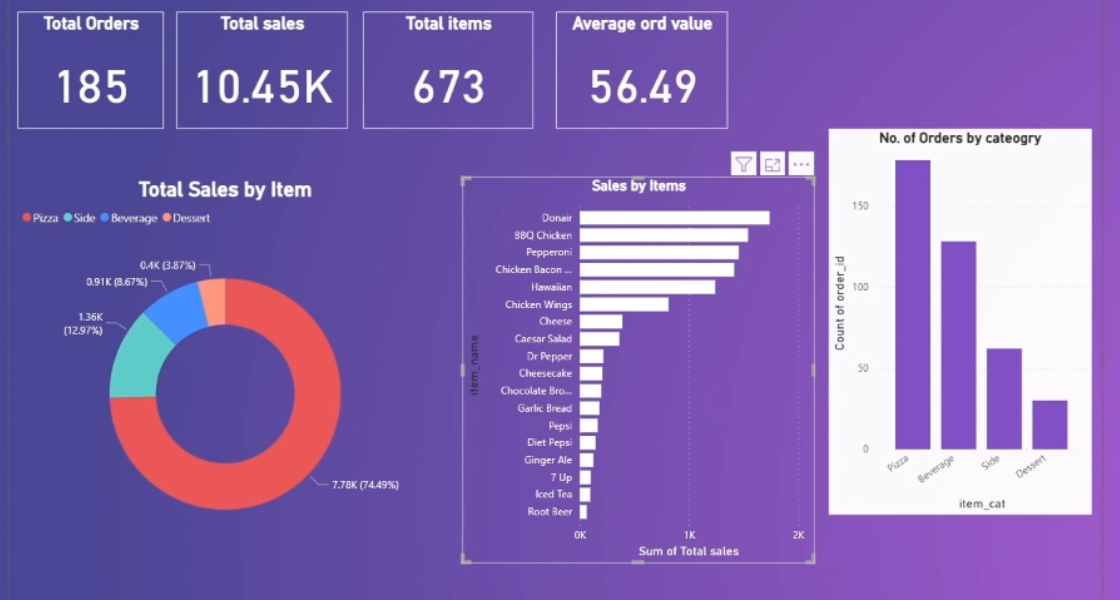 Total Orders
185
Total sales
10.45K
Total items
673
Average ord value
56.49
Total Sales by Item
Pizza Side Beverage Dessert
0.4K (3.87%)
0.91K (8.67%)
1.36K
(12.97%)
7.78K (74.49%)
Sales by Items
item_name
Donair
BBQ Chicken
Pepperoni
Chicken Bacon ...
Hawaiian
Chicken Wings
Cheese
Caesar Salad
Dr Pepper
Cheesecake
Chocolate Bro...
Garlic Bread
Pepsi
Diet Pepsi
Ginger Ale
7 Up
Iced Tea
Root Beer
0K 1K 2K
Sum of Total sales
No. of Orders by cateogry
Count of order_id
150
100
50
0
Pizza Beverage Side Dessert
item_cat